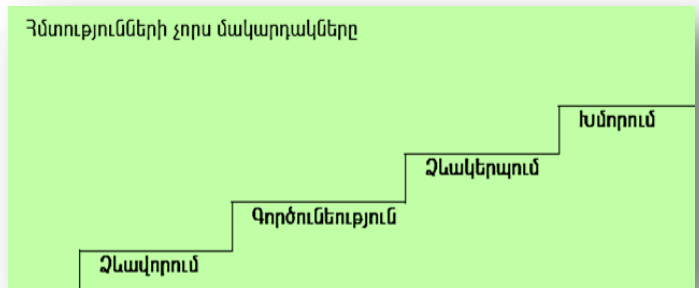 Հմտությունների չորս մակարդակները
Խմորում
Ձևակերպում
Գործունեություն
Ձևավորում